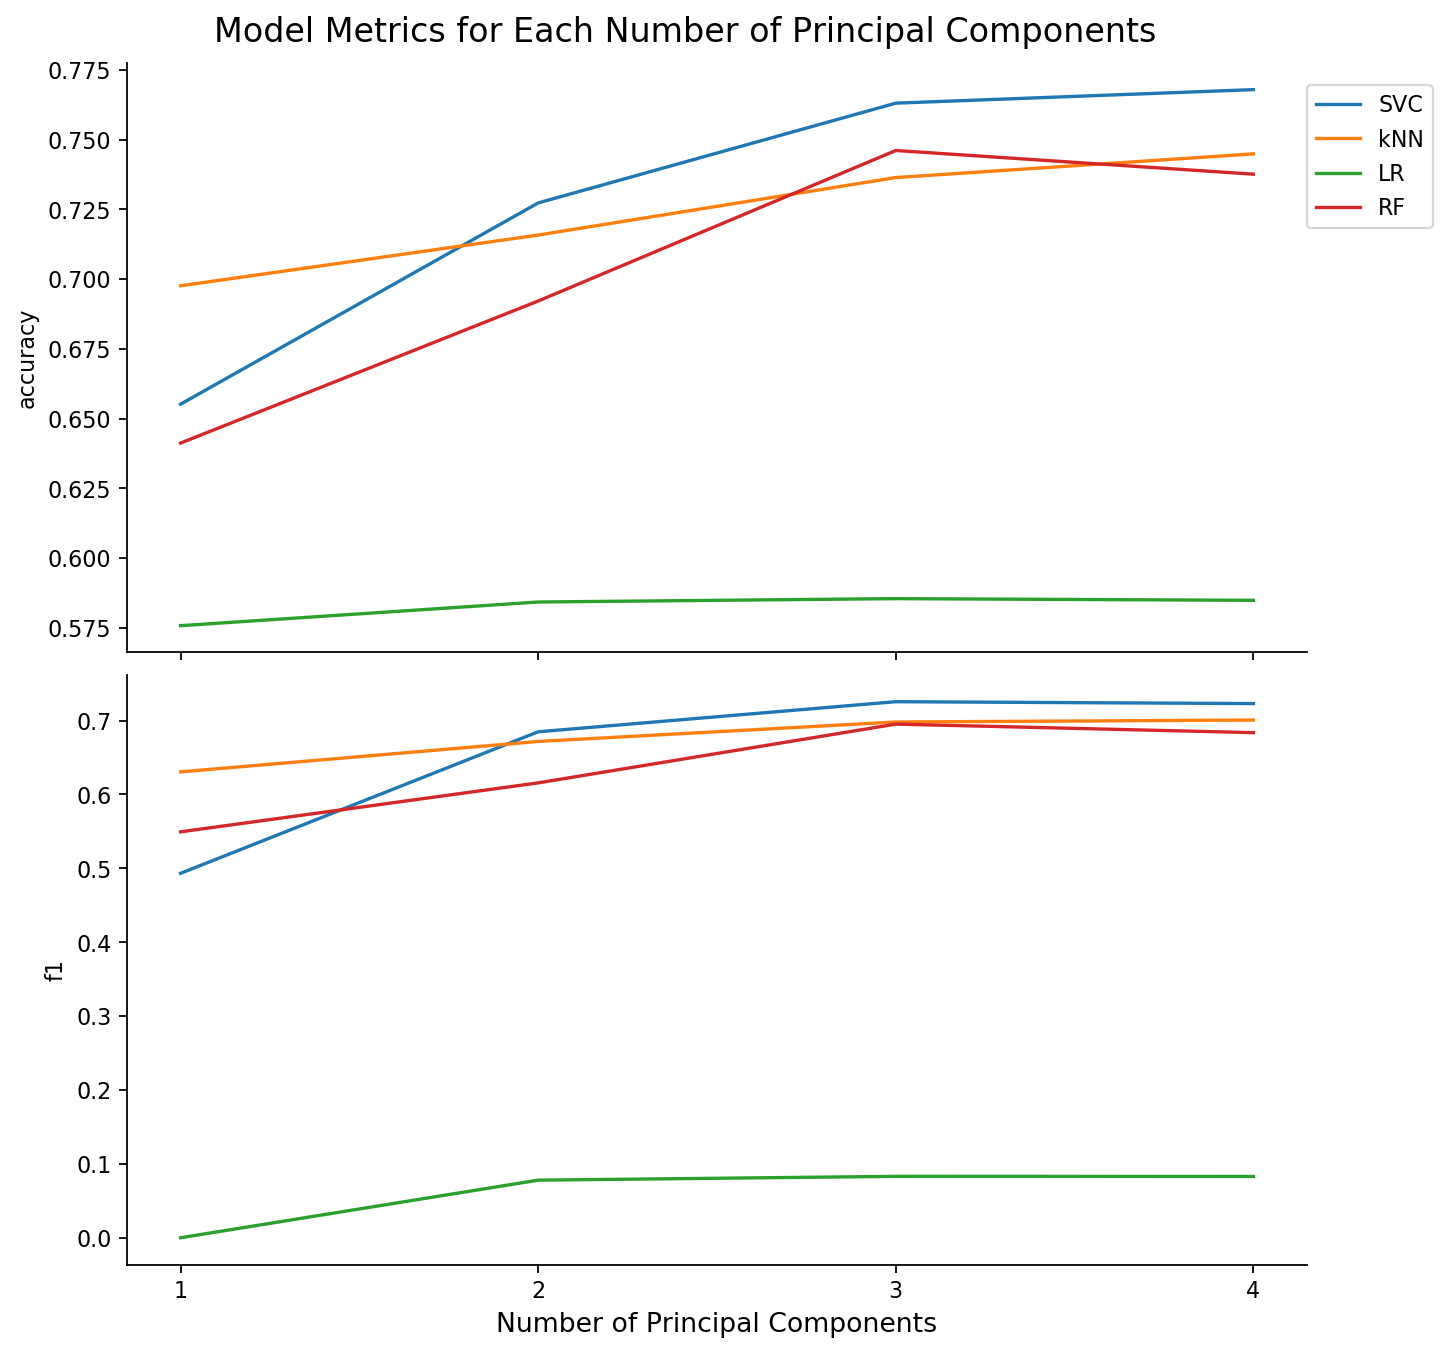 Model Metrics for Each Number of Principal Components
0.775
0.750
0.725
0.700
0.675
0.650
0.625
0.600
0.575
accuracy
SVC
kNN
LR
RF
0.7
0.6
0.5
0.4
0.3
0.2
0.1
0.0
f1
1 2 3 4
Number of Principal Components